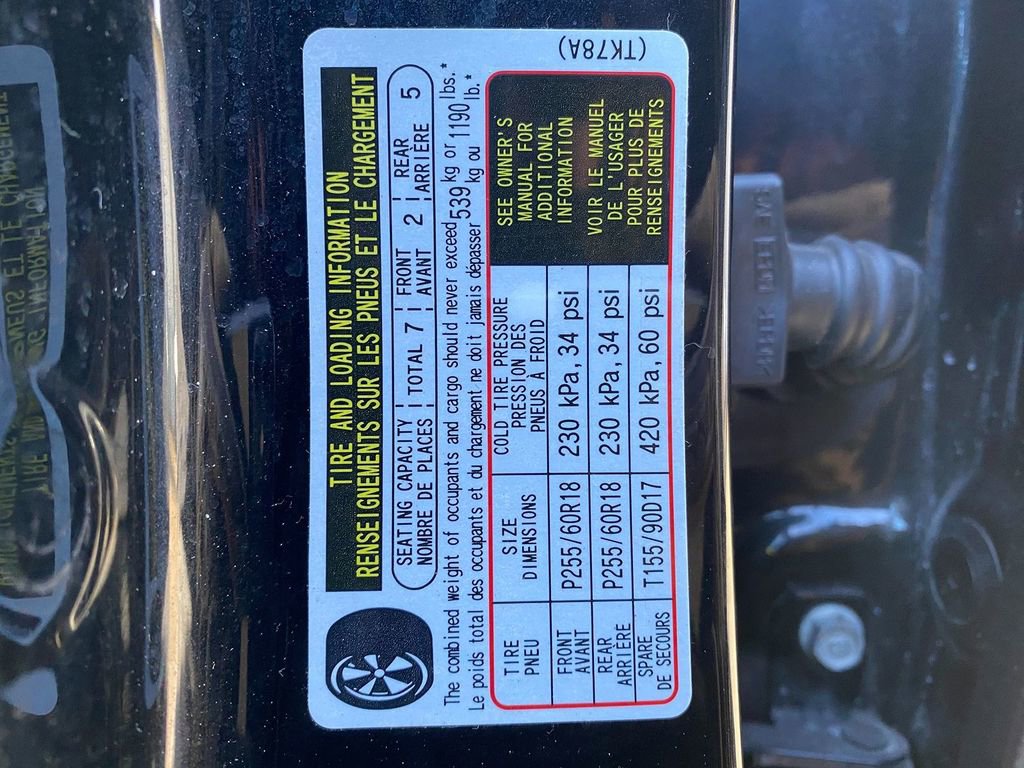 TIRE AND LOADING INFORMATION
RENSEIGNEMENTS SUR LES PNEUS ET LE CHARGEMENT
SEATING CAPACITY TOTAL 7 FRONT 2 REAR 5
NOMBRE DE PLACES AVANT ARRIÈRE
The combined weight of occupants and cargo should never exceed 539 kg or 1190 lbs.*
Le poids total des occupants et du chargement ne doit jamais dépasser kg ou lb.*
TIRE SIZE COLD TIRE PRESSURE
PNEU DIMENSIONS PRESSION DES
PNEUS À FROID
FRONT P255/60R18 230 kPa, 34 psi
AVANT
REAR P255/60R18 230 kPa, 34 psi
ARRIÈRE
SPARE T155/90D17 420 kPa, 60 psi
DE SECOURS
SEE OWNER'S
MANUAL FOR
ADDITIONAL
INFORMATION
VOIR LE MANUEL
DE L'USAGER
POUR PLUS DE
RENSEIGNEMENTS
(TK78A)